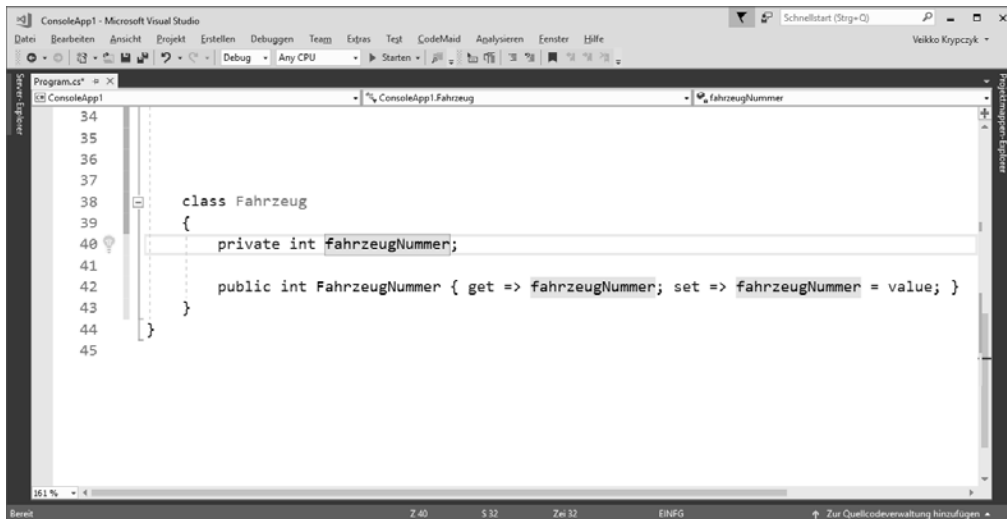 ConsoleApp1 - Microsoft Visual Studio
Schnellstart (Strg+Q)
Datei Bearbeiten Ansicht Projekt Erstellen Debuggen Team Extras Test CodeMaid Analysieren Fenster Hilfe
Veikko Krypczyk
Debug Any CPU Starten
Server-Explorer
Program.cs*
Projektmappen-Explorer
ConsoleApp1 ConsoleApp1.Fahrzeug fahrzeugNummer
34
35
36
37
38 class Fahrzeug
39 {
40 private int fahrzeugNummer;
41
42 public int FahrzeugNummer { get => fahrzeugNummer; set => fahrzeugNummer = value; }
43 }
44 }
45
161 %
Bereit Z 40 S 32 Zei 32 EINFG Zur Quellcodeverwaltung hinzufügen